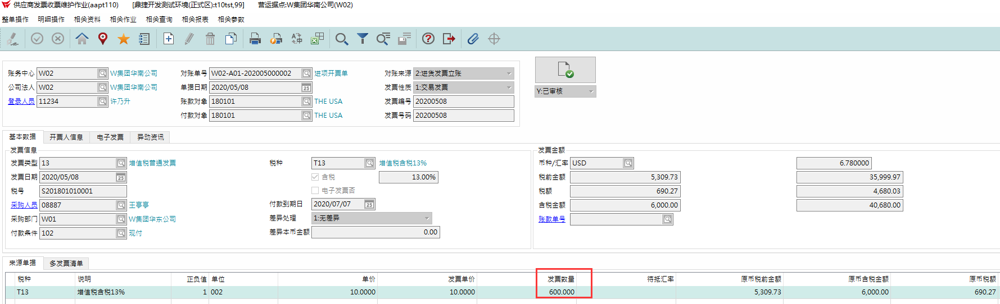 供应商发票收票维护作业(aapt110) [鼎捷开发测试环境(正式区):t10tst,99] 营运据点:W集团华南公司(W02)
整单操作 明细操作 相关资料 相关作业 相关查询 相关报表 相关参数
账务中心 W02 W集团华南公司 对账单号 W02-A01-202005000002 进项开票单 对账来源 2:进货发票立账
公司法人 W02 W集团华南公司 单据日期 2020/05/08 25 发票性质 1:交易发票 Y:已审核
登录人员 11234 许乃升 账款对象 180101 THE USA 发票编号 20200508
付款对象 180101 THE USA 发票号码 20200508
基本数据 开票人信息 电子发票 异动资讯
发票信息 发票金额
发票类型 13 增值税普通发票 税种 T13 增值税含税13% 币种/汇率 USD 6.780000
发票日期 2020/05/08 25 含税 13.00% 税前金额 5,309.73 35,999.97
税号 S201801010001 电子发票否 税额 690.27 4,680.03
采购人员 08887 王亭亭 付款到期日 2020/07/07 25 含税金额 6,000.00 40,680.00
采购部门 W01 W集团华东公司 差异处理 1:无差异 账款单号
付款条件 102 现付 差异本币金额 0.00
来源单据 多发票清单
税种 说明 正负值 单位 单价 发票单价 发票数量 待抵汇率 原币税前金额 原币含税金额 原币税额
T13 增值税含税13% 1 002 10.0000 10.0000 600.000 5,309.73 6,000.00 690.27